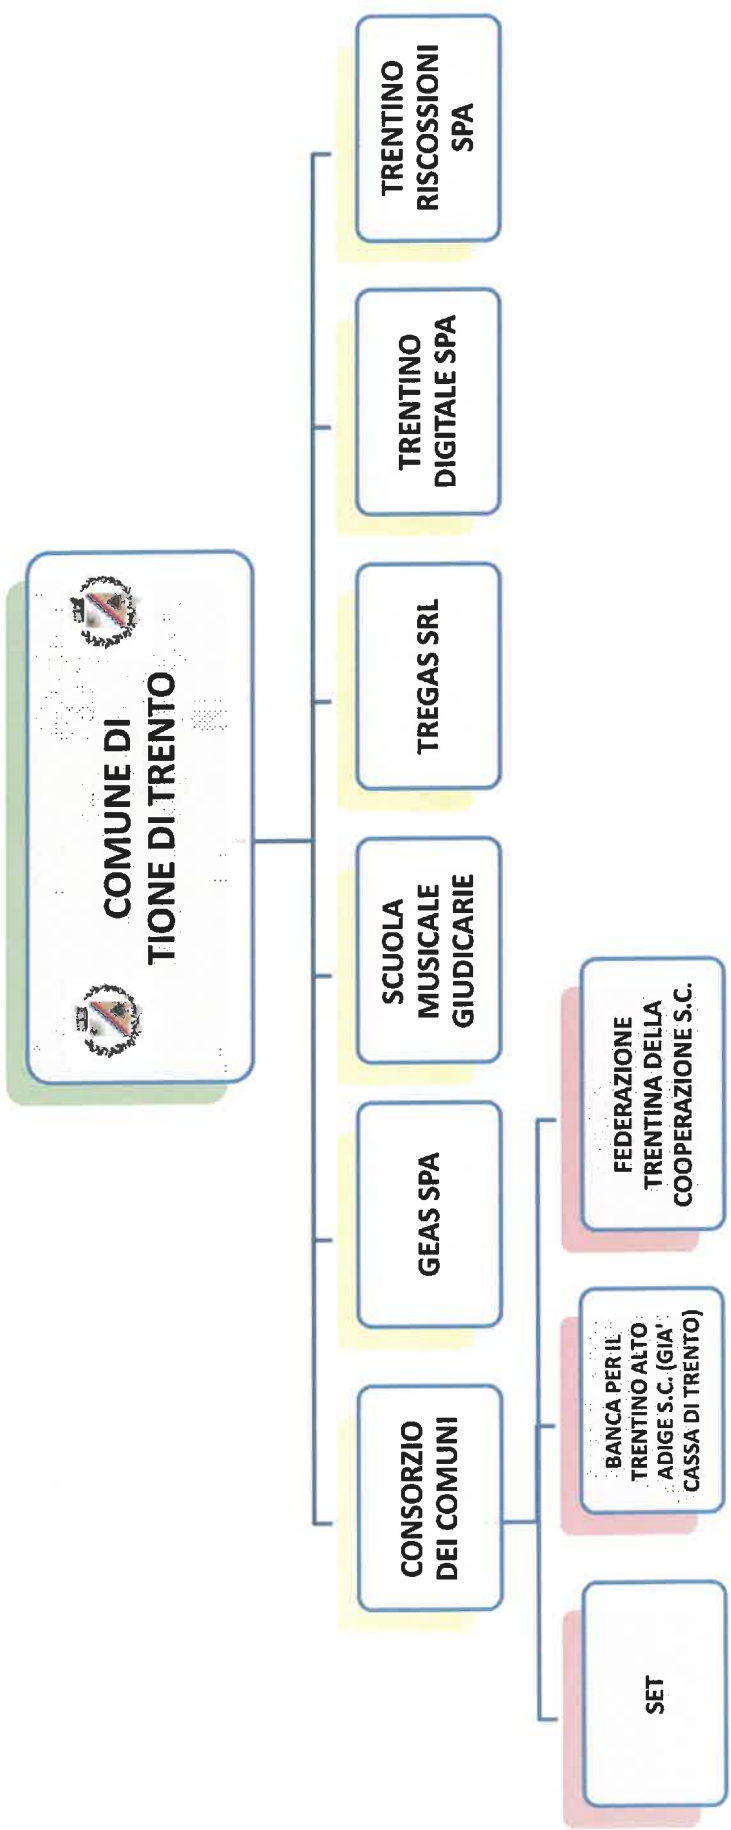 COMUNE DI
TIONE DI TRENTO
CONSORZIO
DEI COMUNI
GEAS SPA
SCUOLA
MUSICALE
GIUDICARIE
TREGAS SRL
TRENTINO
DIGITALE SPA
TRENTINO
RISCOSSIONI
SPA
SET
BANCA PER IL
TRENTINO ALTO
ADIGE S.C. (GIA'
CASSA DI TRENTO)
FEDERAZIONE
TRENTINA DELLA
COOPERAZIONE S.C.